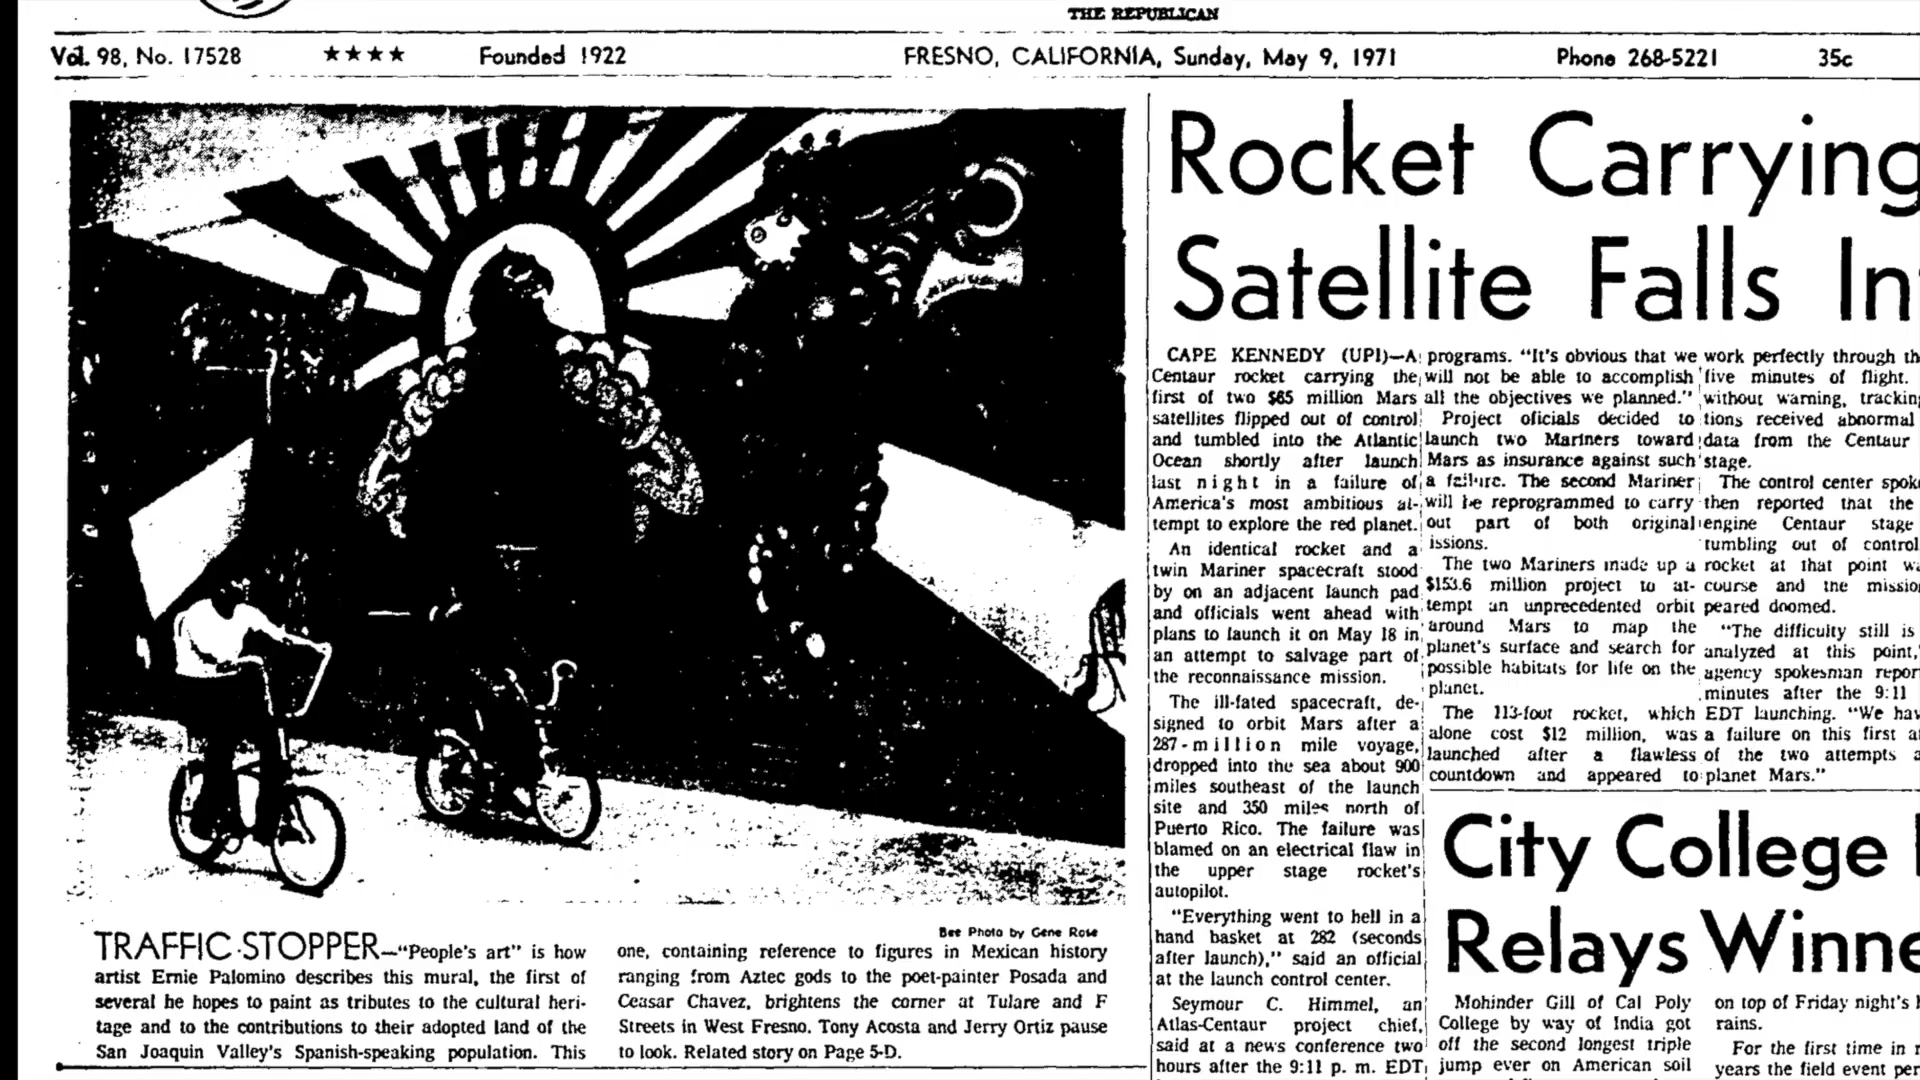 THE REPUBLICAN
Vol. 98, No. 17528 ★★★★ Founded 1922 FRESNO, CALIFORNIA, Sunday, May 9, 1971 Phone 268-5221 35c
Bee Photo by Gene Rose
TRAFFIC-STOPPER—“People's art” is how
artist Ernie Palomino describes this mural, the first of
several he hopes to paint as tributes to the cultural heri-
tage and to the contributions to their adopted land of the
San Joaquin Valley's Spanish-speaking population. This
one, containing reference to figures in Mexican history
ranging from Aztec gods to the poet-painter Posada and
Ceasar Chavez, brightens the corner at Tulare and F
Streets in West Fresno. Tony Acosta and Jerry Ortiz pause
to look. Related story on Page 5-D.
Rocket Carrying
Satellite Falls
CAPE KENNEDY (UPI)—A
Centaur rocket carrying the
first of two $65 million Mars
satellites flipped out of control
and tumbled into the Atlantic
Ocean shortly after launch
last night in a failure of
America's most ambitious at-
tempt to explore the red planet.
An identical rocket and a
twin Mariner spacecraft stood
by on an adjacent launch pad
and officials went ahead with
plans to launch it on May 18 in
an attempt to salvage part of
the reconnaissance mission.
The ill-fated spacecraft, de-
signed to orbit Mars after a
287-million mile voyage,
dropped into the sea about 900
miles southeast of the launch
site and 350 miles north of
Puerto Rico. The failure was
blamed on an electrical flaw in
the upper stage rocket's
autopilot.
“Everything went to hell in a
hand basket at 282 (seconds
after launch),” said an official
at the launch control center.
Seymour C. Himmel, an
Atlas-Centaur project chief,
said at a news conference two
hours after the 9:11 p. m. EDT
programs. “It's obvious that we
will not be able to accomplish
all the objectives we planned.”
Project oficials decided to
launch two Mariners toward
Mars as insurance against such
a failure. The second Mariner
will be reprogrammed to carry
out part of both original
issions.
The two Mariners made up a
$153.6 million project to at-
tempt an unprecedented orbit
around Mars to map the
planet's surface and search for
possible habitats for life on the
planet.
The 113-foot rocket, which
alone cost $12 million, was
launched after a flawless
countdown and appeared to
work perfectly through
five minutes of flight.
without warning,
tions received abnormal
data from the Centaur
stage.
The control center
then reported that the
engine Centaur stage
tumbling out of control
rocket at that point
course and the
peared doomed.
“The difficulty still is
analyzed at this point,”
agency spokesman
minutes after the 9:11
EDT launching. “We
a failure on this first
of the two attempts
planet Mars.”
City College
Relays
Mohinder Gill of Cal Poly
College by way of India got
off the second longest triple
jump ever on American soil
on top of Friday night's
rains.
For the first time in
years the field event